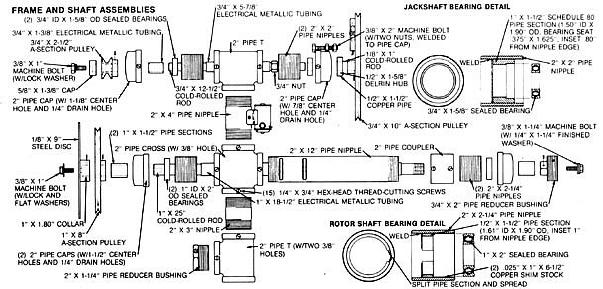 FRAME AND SHAFT ASSEMBLIES
(2) 3/4" ID X 1-5/8" OD SEALED BEARINGS
3/4" X 1-3/8" ELECTRICAL METALLIC TUBING
3/4" X 2-1/2"
A-SECTION PULLEY
3/8" X 1"
MACHINE BOLT
(W/LOCK WASHER)
5/8" X 1-3/8" CAP
2" PIPE CAP (W/1-1/8" CENTER
HOLE AND 1/4" DRAIN HOLE)
3/4" X 5-7/8"
ELECTRICAL METALLIC TUBING
2" PIPE T
(2) 2" X 2"
PIPE NIPPLES
3/4" X 12-1/2"
COLD-ROLLED
ROD
3/4" NUT
2" PIPE CAP
(W/7/8" CENTER
HOLE AND 1/4"
DRAIN HOLE)
3/8" X 2"
MACHINE BOLT
(W/TWO NUTS,
WELDED
TO PIPE CAP)
1/8" X 1"
COLD-ROLLED
ROD
1/2" X 1-5/8"
DELRIN HUB
1/2" X 1-1/2"
COPPER PIPE
3/4" X 10" A-SECTION PULLEY
JACKSHAFT BEARING DETAIL
1" X 1-1/2" SCHEDULE 80
PIPE SECTION (1.50" ID X
1.90" OD, BEARING SEAT
.375" X 1.625", INSET .80"
FROM NIPPLE EDGE)
WELD
2" X 2" PIPE
NIPPLE
3/4" X 1-5/8" SEALED BEARING
2" X 4" PIPE NIPPLE
1/8" X 9"
STEEL DISC
(2) 1" X 1-1/2" PIPE SECTIONS
2" PIPE CROSS (W/3/8" HOLE)
2" X 12" PIPE NIPPLE
2" PIPE COUPLER
3/8" X 1-1/4"
MACHINE BOLT
(W/1/4" X 1-1/4"
FINISHED
WASHER)
3/8" X 1"
MACHINE BOLT
(W/LOCK AND
FLAT WASHERS)
(2) 1" ID X 2"
OD SEALED
BEARINGS
(15) 1/4" X 3/4" HEX-HEAD THREAD-CUTTING SCREWS
1" X 18-1/2" ELECTRICAL METALLIC TUBING
(2) 2" X 2-1/4"
PIPE NIPPLES
3/4" X 2" PIPE REDUCER BUSHING
1" X 1.80" COLLAR
1" X 8"
A-SECTION PULLEY
1" X 25"
COLD-ROLLED ROD
2" X 3" NIPPLE
(2) 2" PIPE CAPS (W/1-1/2" CENTER
HOLES AND 1/4" DRAIN HOLES)
2" X 1-1/4" PIPE REDUCER BUSHING
2" PIPE T (W/TWO 3/8"
HOLES)
ROTOR SHAFT BEARING DETAIL
2" X 2-1/4" PIPE NIPPLE
1/2" X 1-1/2" PIPE SECTION
(1.61" ID X 1.90" OD, INSET 1"
FROM NIPPLE EDGE)
WELD
1" X 2" SEALED BEARING
(2) .025" X 1" X 6-1/2"
COPPER SHIM STOCK
SPLIT PIPE SECTION AND SPREAD